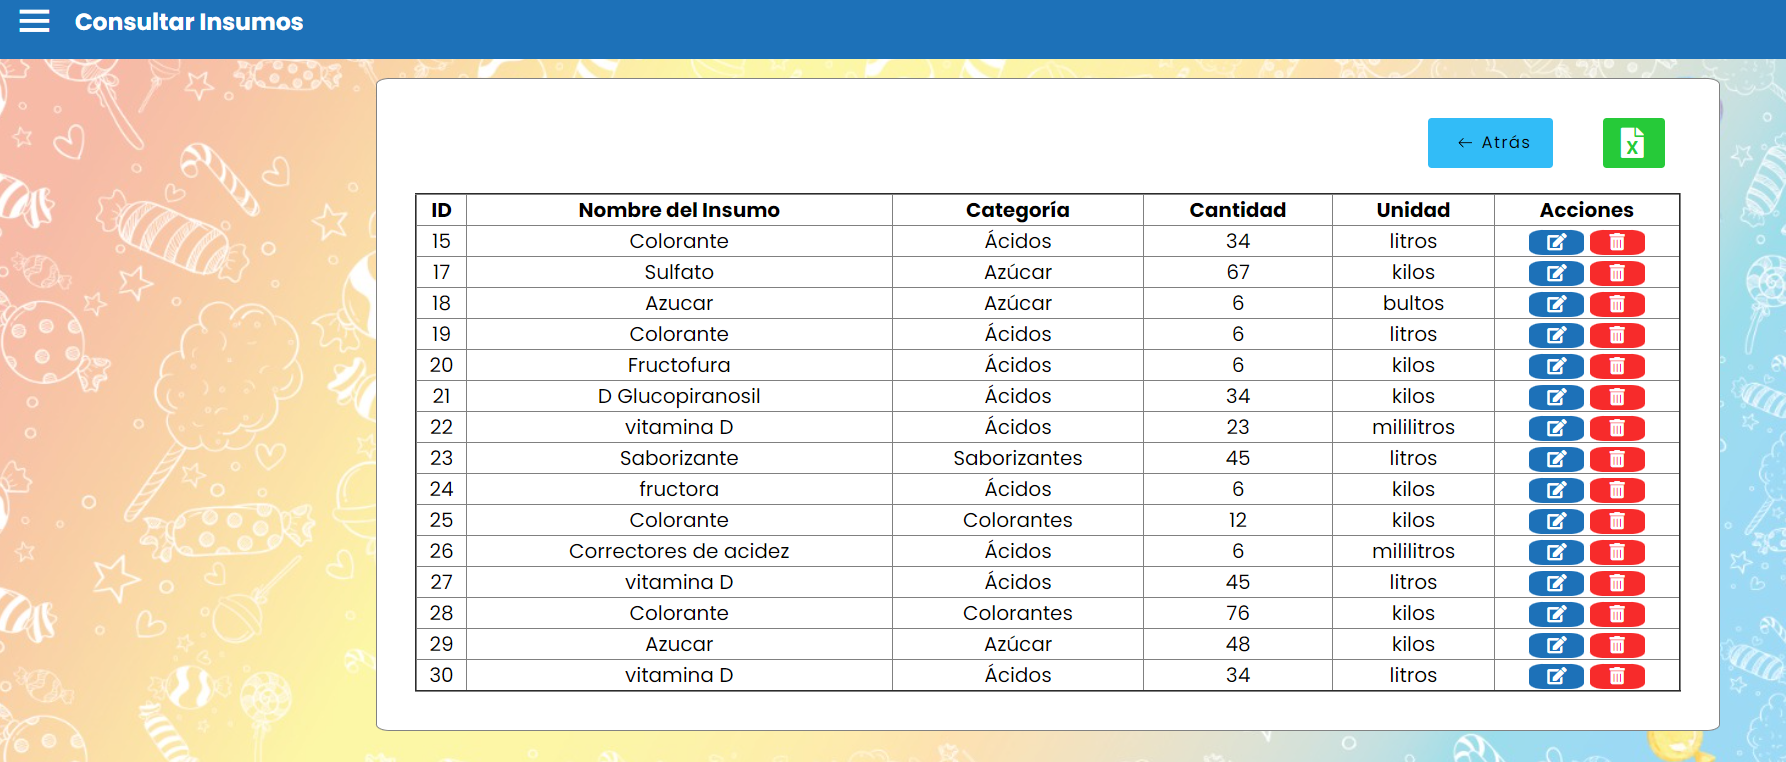 Consultar Insumos
← Atrás
X
ID Nombre del Insumo Categoría Cantidad Unidad Acciones
15 Colorante Ácidos 34 litros
17 Sulfato Azúcar 67 kilos
18 Azucar Azúcar 6 bultos
19 Colorante Ácidos 6 litros
20 Fructofura Ácidos 6 kilos
21 D Glucopiranosil Ácidos 34 kilos
22 vitamina D Ácidos 23 mililitros
23 Saborizante Saborizantes 45 litros
24 fructora Ácidos 6 kilos
25 Colorante Colorantes 12 kilos
26 Correctores de acidez Ácidos 6 mililitros
27 vitamina D Ácidos 45 litros
28 Colorante Colorantes 76 kilos
29 Azucar Azúcar 48 kilos
30 vitamina D Ácidos 34 litros